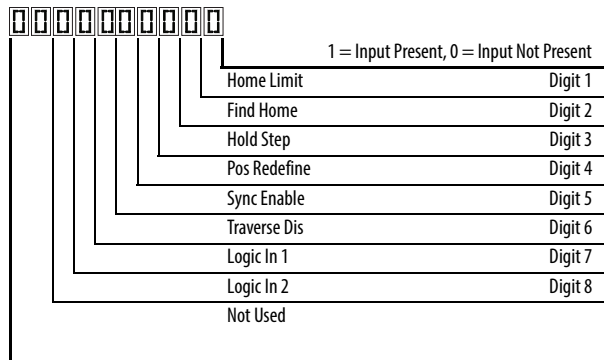 0000000000
1 = Input Present, 0 = Input Not Present
Home Limit Digit 1
Find Home Digit 2
Hold Step Digit 3
Pos Redefine Digit 4
Sync Enable Digit 5
Traverse Dis Digit 6
Logic In 1 Digit 7
Logic In 2 Digit 8
Not Used